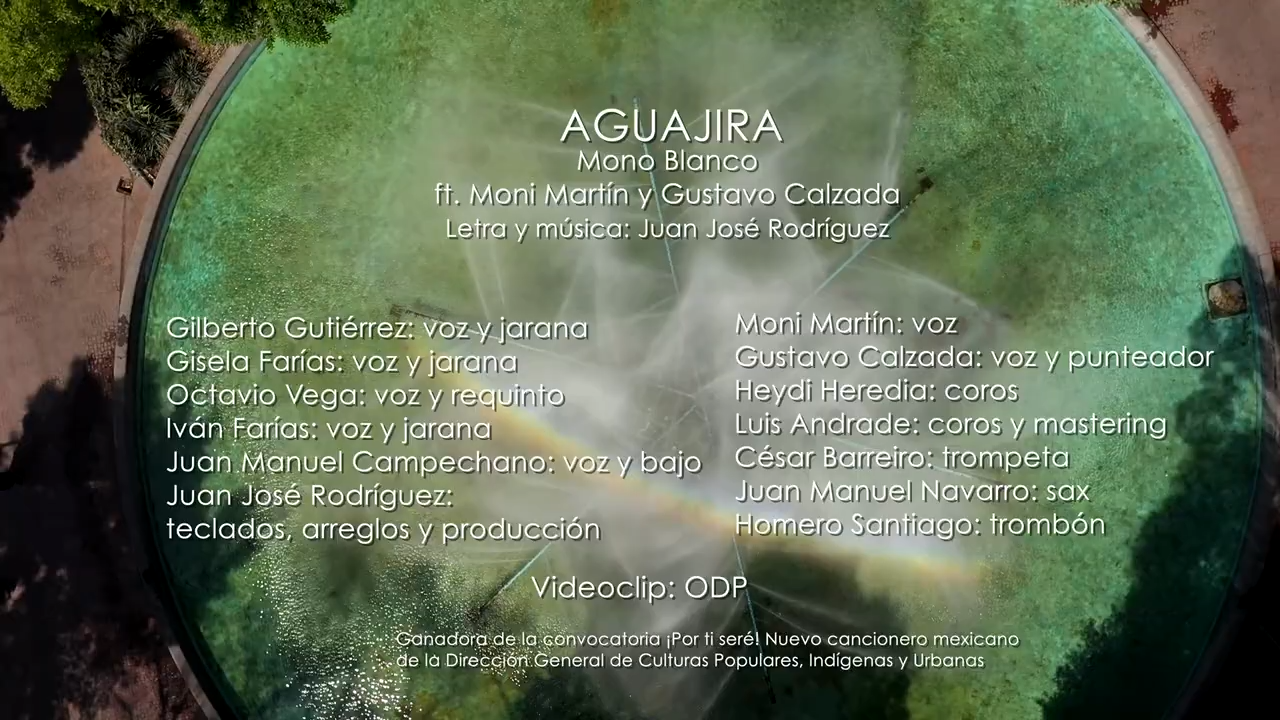 AGUAJIRA
Mono Blanco
ft. Moni Martín y Gustavo Calzada
Letra y música: Juan José Rodríguez
Gilberto Gutiérrez: voz y jarana
Gisela Farías: voz y jarana
Octavio Vega: voz y requinto
Iván Farías: voz y jarana
Juan Manuel Campechano: voz y bajo
Juan José Rodríguez:
teclados, arreglos y producción
Moni Martín: voz
Gustavo Calzada: voz y punteador
Heydi Heredia: coros
Luis Andrade: coros y mastering
César Barreiro: trompeta
Juan Manuel Navarro: sax
Homero Santiago: trombón
Videoclip: ODP
Ganadora de la convocatoria ¡Por ti seré! Nuevo cancionero mexicano
de la Dirección General de Culturas Populares, Indígenas y Urbanas